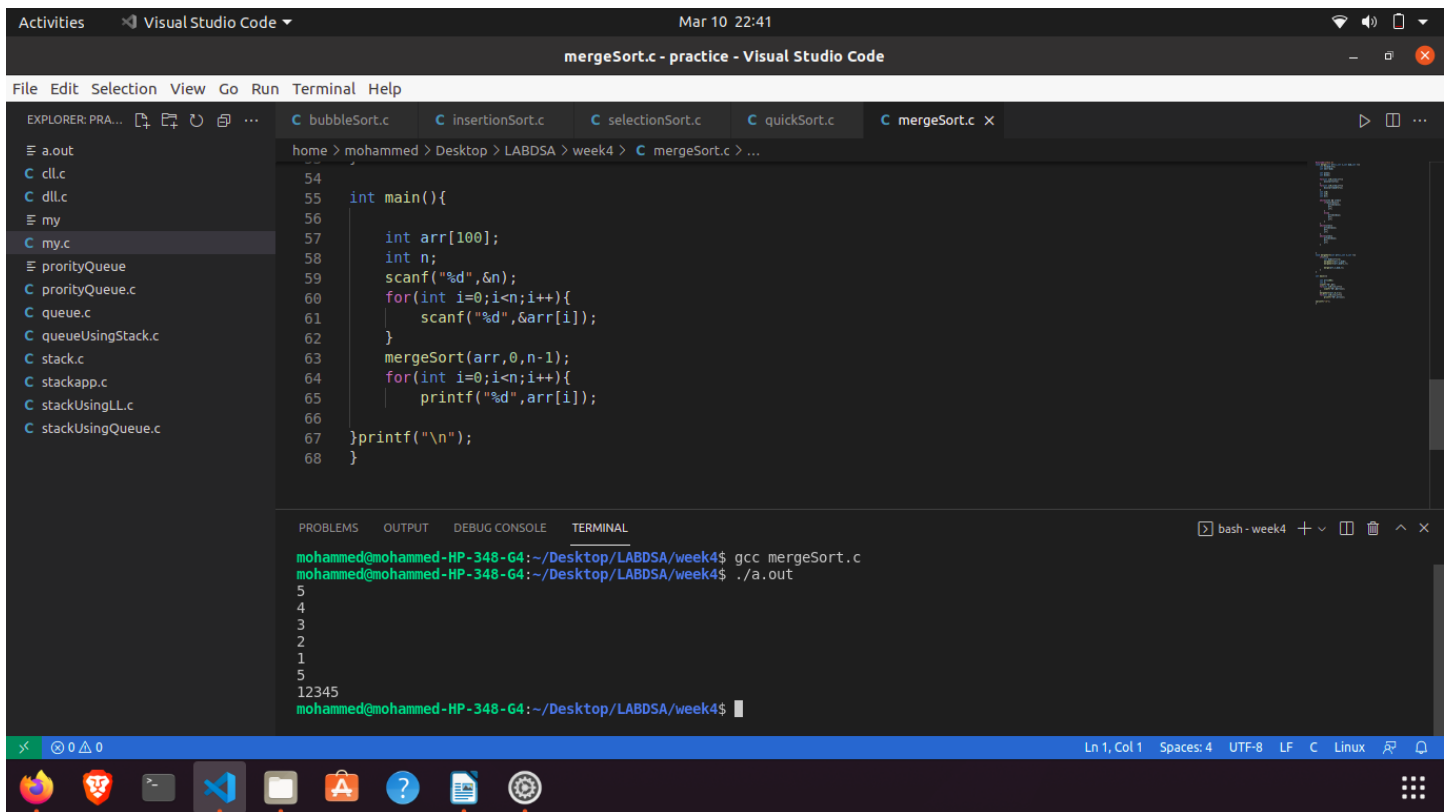 Activities Visual Studio Code Mar 10 22:41
mergeSort.c - practice - Visual Studio Code
File Edit Selection View Go Run Terminal Help
EXPLORER: PRA... ...
a.out
C cll.c
C dll.c
my
C my.c
prorityQueue
C prorityQueue.c
C queue.c
C queueUsingStack.c
C stack.c
C stackapp.c
C stackUsingLL.c
C stackUsingQueue.c
C bubbleSort.c C insertionSort.c C selectionSort.c C quickSort.c C mergeSort.c
home > mohammed > Desktop > LABDSA > week4 > C mergeSort.c > ...
54
55 int main(){
56
57 int arr[100];
58 int n;
59 scanf("%d",&n);
60 for(int i=0;i<n;i++){
61 scanf("%d",&arr[i]);
62 }
63 mergeSort(arr,0,n-1);
64 for(int i=0;i<n;i++){
65 printf("%d",arr[i]);
66
67 }printf("\n");
68 }
PROBLEMS OUTPUT DEBUG CONSOLE TERMINAL bash - week4
mohammed@mohammed-HP-348-G4:~/Desktop/LABDSA/week4$ gcc mergeSort.c
mohammed@mohammed-HP-348-G4:~/Desktop/LABDSA/week4$ ./a.out
5
4
3
2
1
5
12345
mohammed@mohammed-HP-348-G4:~/Desktop/LABDSA/week4$
0 0 Ln 1, Col 1 Spaces: 4 UTF-8 LF C Linux